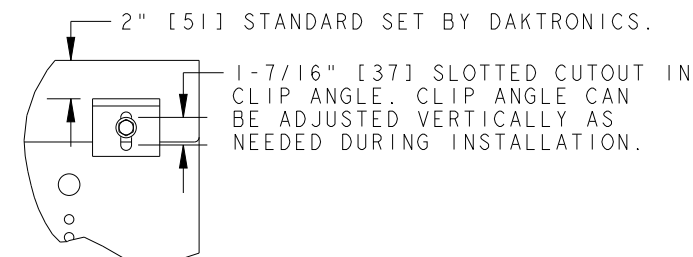 2" [51] STANDARD SET BY DAKTRONICS.
1-7/16" [37] SLOTTED CUTOUT IN
CLIP ANGLE. CLIP ANGLE CAN
BE ADJUSTED VERTICALLY AS
NEEDED DURING INSTALLATION.